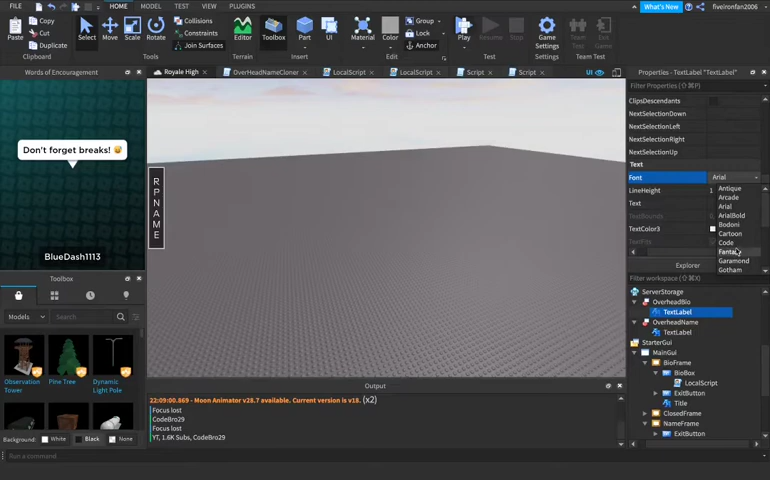 FILE
HOME MODEL TEST VIEW PLUGINS
What's New
fiveironfan2006
Paste Copy Cut Duplicate
Clipboard
Select Move Scale Rotate
Collisions
Constraints
Join Surfaces
Tools
Editor Toolbox Part UI
Insert
Material Color
Group
Lock
Anchor
Edit
Play Resume Stop
Test
Game Settings
Settings
Team Test Exit Game
Team Test
Words of Encouragement
Royale High OverHeadNameCloner LocalScript LocalScript Script Script UI
Properties - TextLabel "TextLabel"
Filter Properties (⇧⌘P)
ClipsDescendants
NextSelectionDown
NextSelectionLeft
NextSelectionRight
NextSelectionUp
Text
Font Arial
LineHeight 1
Text
TextBounds
TextColor3
TextFits
Antique
Arcade
Arial
ArialBold
Bodoni
Cartoon
Code
Fantasy
Garamond
Gotham
Don't forget breaks!
BlueDash1113
R
P
N
A
M
E
Toolbox
Models Search
Observation Tower
Pine Tree
Dynamic Light Pole
Background: White Black None
Output
22:09:00.869 - Moon Animator v28.7 available. Current version is v18. (x2)
Focus lost
CodeBro29
Focus lost
YT, 1.6K Subs, CodeBro29
Explorer
Filter workspace (⇧⌘X)
ServerStorage
OverheadBio
TextLabel
OverheadName
TextLabel
StarterGui
MainGui
BioFrame
BioBox
LocalScript
ExitButton
Title
ClosedFrame
NameFrame
ExitButton
Run a command